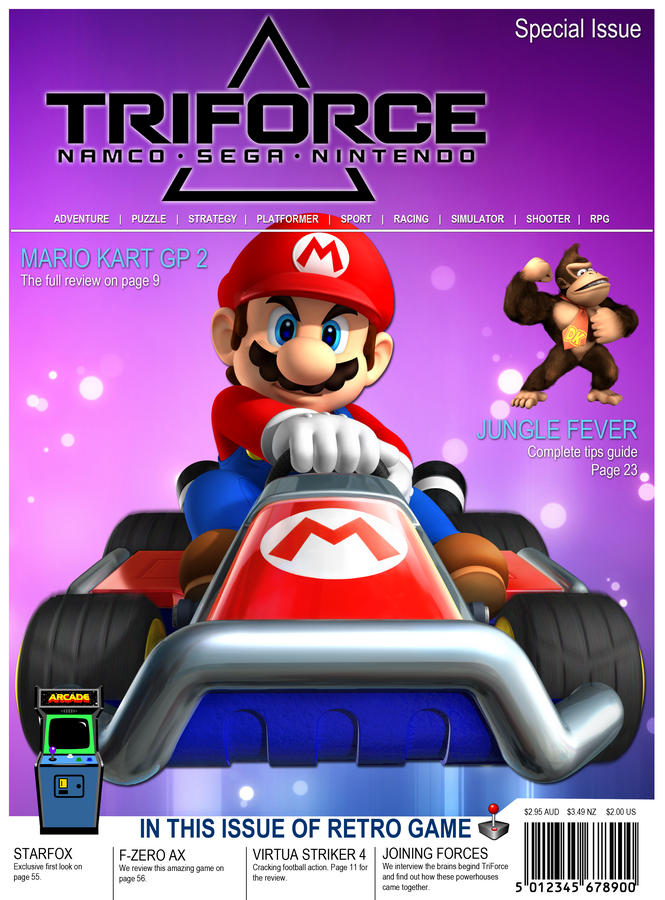 Special Issue
TRIFORCE
NAMCO · SEGA · NINTENDO
ADVENTURE | PUZZLE | STRATEGY | PLATFORMER | SPORT | RACING | SIMULATOR | SHOOTER | RPG
MARIO KART GP 2
The full review on page 9
M
DK
JUNGLE FEVER
Complete tips guide
Page 23
M
ARCADE
IN THIS ISSUE OF RETRO GAME
$2.95 AUD $3.49 NZ $2.00 US
STARFOX
Exclusive first look on
page 55.
F-ZERO AX
We review this amazing game on
page 56.
VIRTUA STRIKER 4
Cracking football action. Page 11 for
the review.
JOINING FORCES
We interview the brains begind TriForce
and find out how these powerhouses
came together.
5 012345 678900